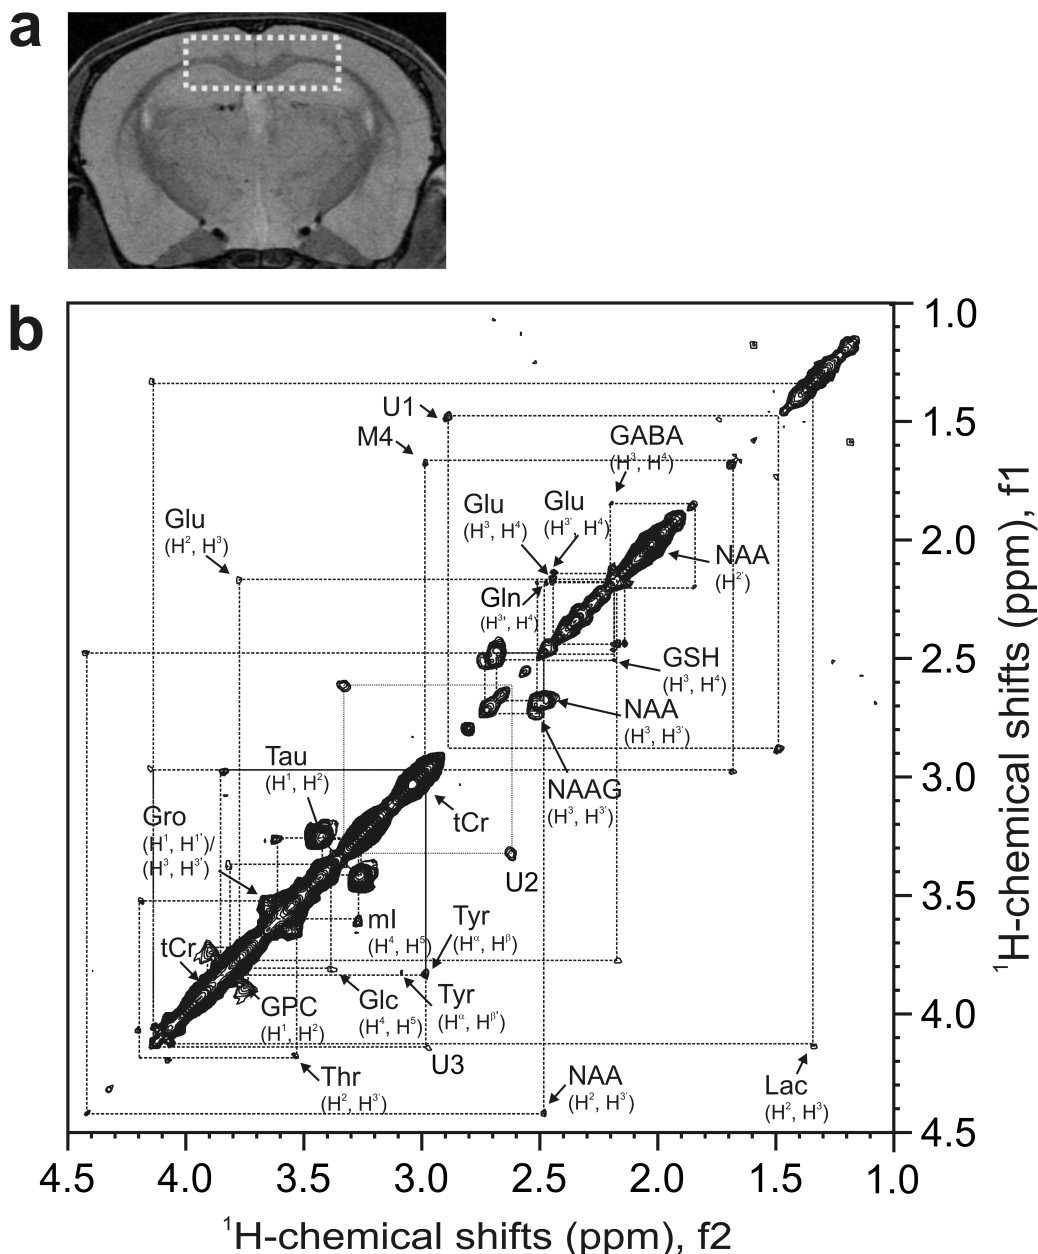 a
b
1.0
1.5
2.0
2.5
3.0
3.5
4.0
4.5
¹H-chemical shifts (ppm), f1
U1
M4
GABA
(H³, H⁴)
Glu
(H², H³)
Glu
(H³, H⁴)
Glu
(H³', H⁴)
NAA
(H²')
Gln
(H³', H⁴)
GSH
(H³, H⁴)
NAA
(H³, H³')
NAAG
(H³, H³')
Tau
(H¹, H²)
tCr
Gro
(H¹, H¹')/
(H³, H³')
U2
mI
(H⁴, H⁵)
Tyr
(Hᵅ, Hᵝ)
tCr
GPC
(H¹, H²)
Glc
(H⁴, H⁵)
Tyr
(Hᵅ, Hᵝ')
U3
Thr
(H², H³')
NAA
(H², H³')
Lac
(H², H³)
4.5 4.0 3.5 3.0 2.5 2.0 1.5 1.0
¹H-chemical shifts (ppm), f2